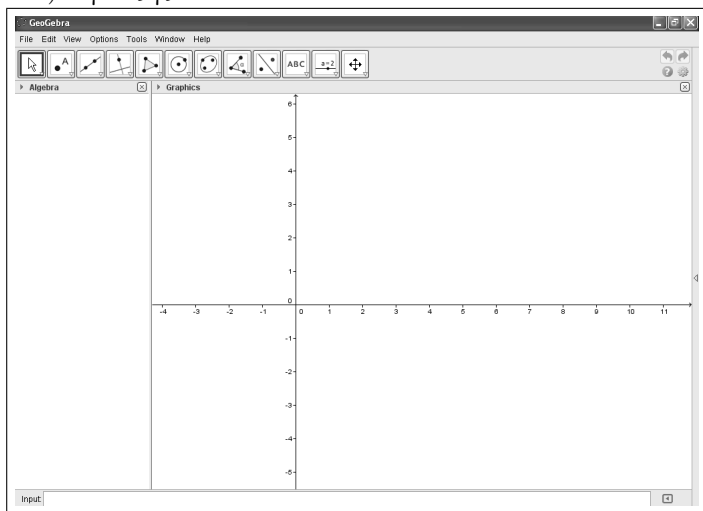 GeoGebra
File Edit View Options Tools Window Help
A
α
ABC
a=2
Algebra
Graphics
6
5
4
3
2
1
0
-4 -3 -2 -1 0 1 2 3 4 5 6 7 8 9 10 11
-1
-2
-3
-4
-5
Input: